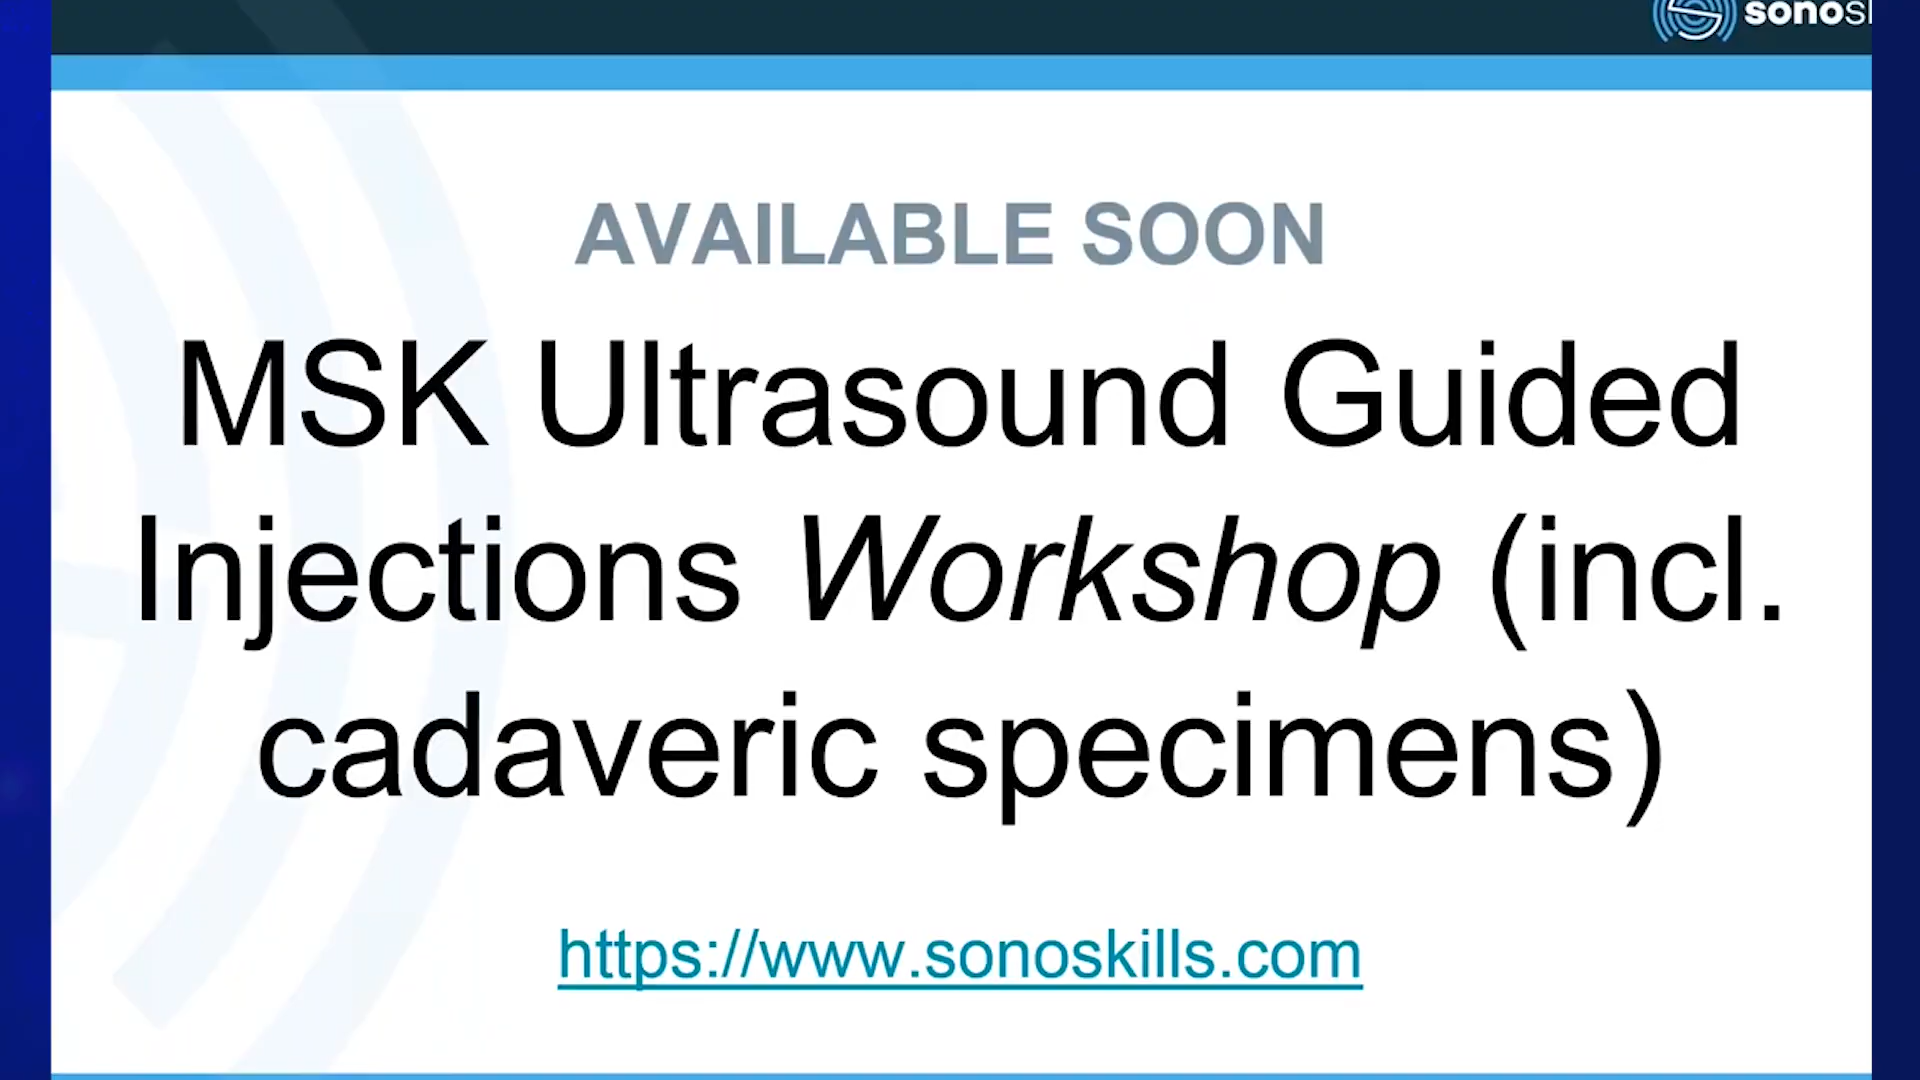 sonos
AVAILABLE SOON
MSK Ultrasound Guided
Injections Workshop (incl.
cadaveric specimens)
https://www.sonoskills.com